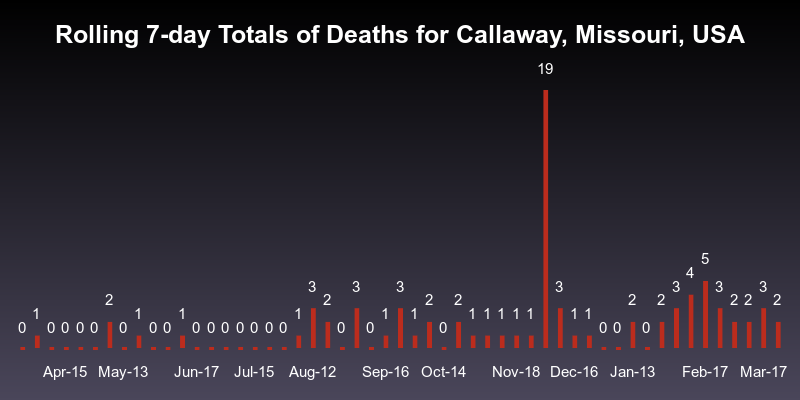 Rolling 7-day Totals of Deaths for Callaway, Missouri, USA
19
5
4
3 3 3 3 3 3 3
2 2 2 2 2 2 2 2 2
1 1 1 1 1 1 1 1 1 1 1 1 1
0 0 0 0 0 0 0 0 0 0 0 0 0 0 0 0 0 0 0 0 0
Apr-15 May-13 Jun-17 Jul-15 Aug-12 Sep-16 Oct-14 Nov-18 Dec-16 Jan-13 Feb-17 Mar-17